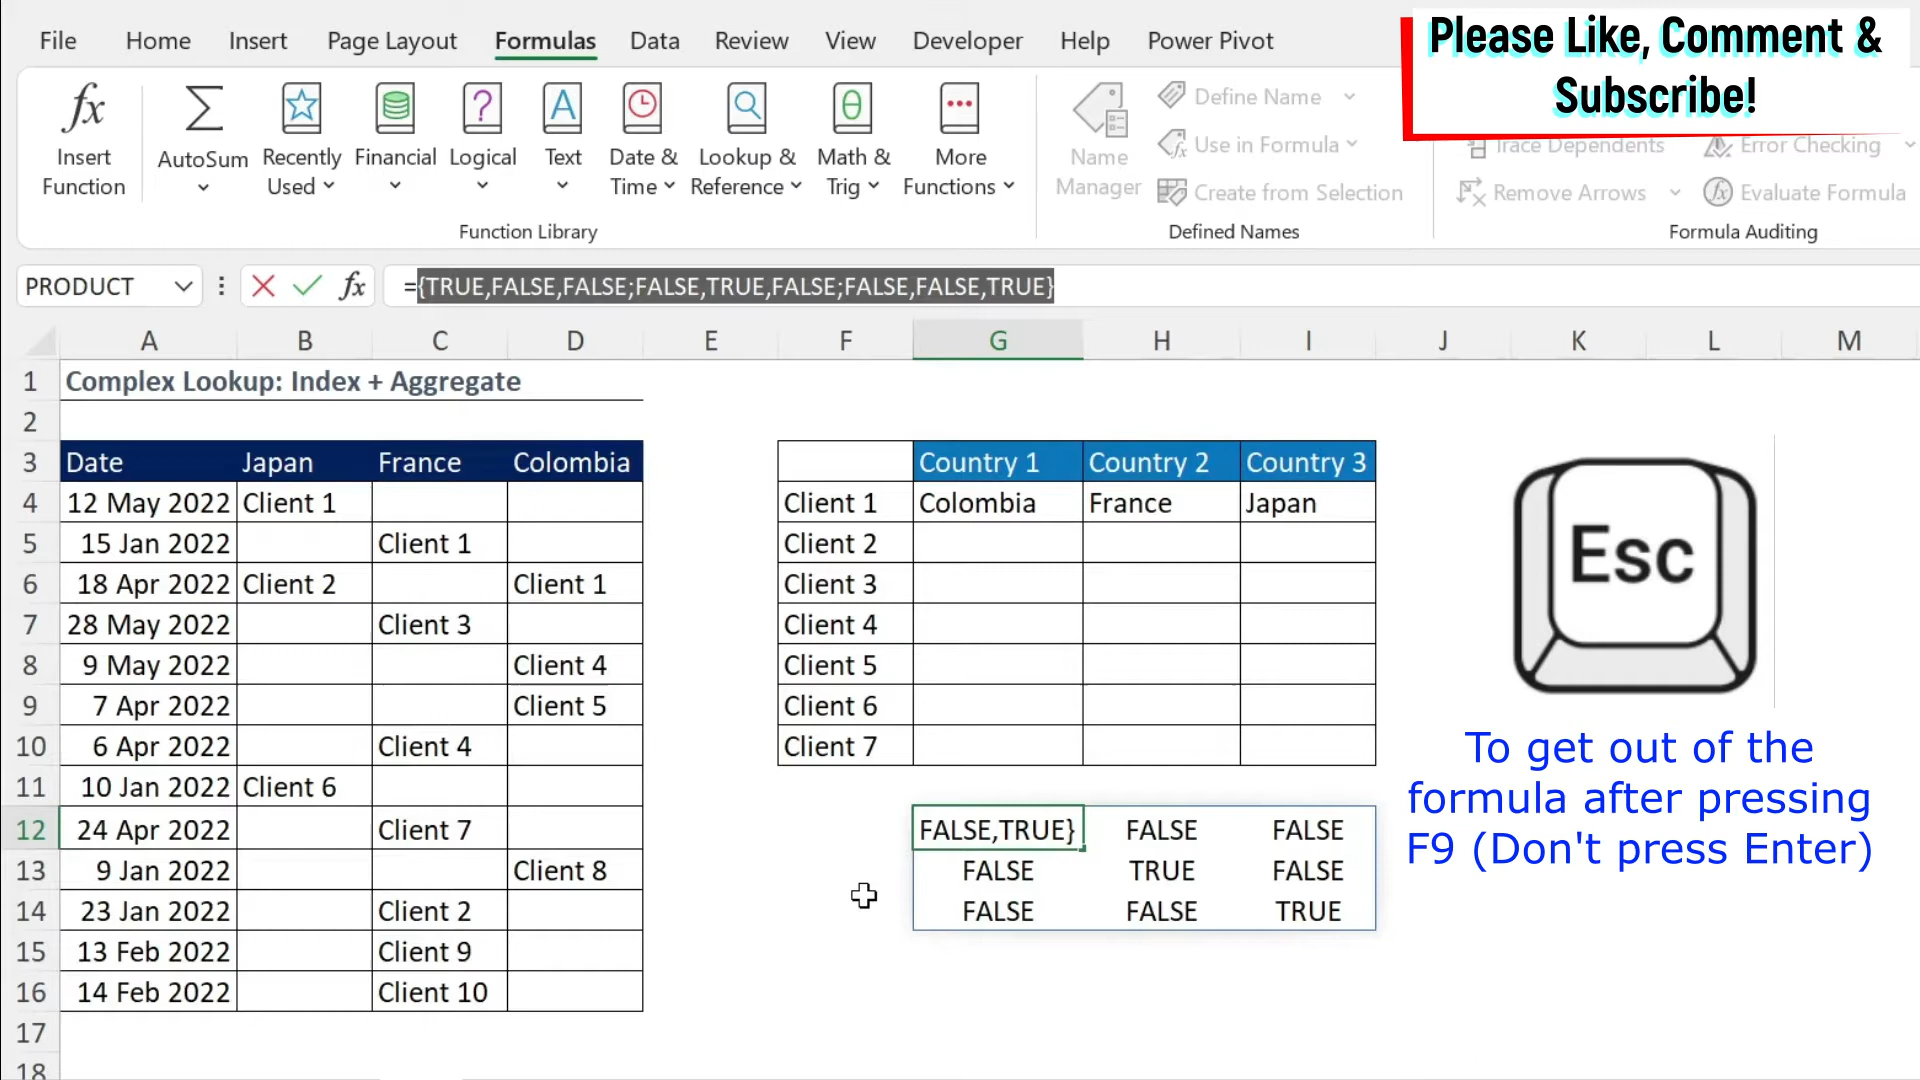 File Home Insert Page Layout Formulas Data Review View Developer Help Power Pivot
Please Like, Comment &
Subscribe!
fx
Insert
Function
AutoSum
Recently
Used
Financial
Logical
Text
Date &
Time
Lookup &
Reference
Math &
Trig
More
Functions
Function Library
Name
Manager
Define Name
Use in Formula
Create from Selection
Defined Names
Trace Dependents
Remove Arrows
Error Checking
Evaluate Formula
Formula Auditing
PRODUCT fx ={TRUE,FALSE,FALSE;FALSE,TRUE,FALSE;FALSE,FALSE,TRUE}
A B C D E F G H I J K L M
1 Complex Lookup: Index + Aggregate
2
3 Date Japan France Colombia Country 1 Country 2 Country 3
4 12 May 2022 Client 1 Client 1 Colombia France Japan
5 15 Jan 2022 Client 1 Client 2
6 18 Apr 2022 Client 2 Client 1 Client 3
7 28 May 2022 Client 3 Client 4
8 9 May 2022 Client 4 Client 5
9 7 Apr 2022 Client 5 Client 6
10 6 Apr 2022 Client 4 Client 7
11 10 Jan 2022 Client 6
12 24 Apr 2022 Client 7 FALSE,TRUE} FALSE FALSE
13 9 Jan 2022 Client 8 FALSE TRUE FALSE
14 23 Jan 2022 Client 2 FALSE FALSE TRUE
15 13 Feb 2022 Client 9
16 14 Feb 2022 Client 10
17
18
Esc
To get out of the
formula after pressing
F9 (Don't press Enter)